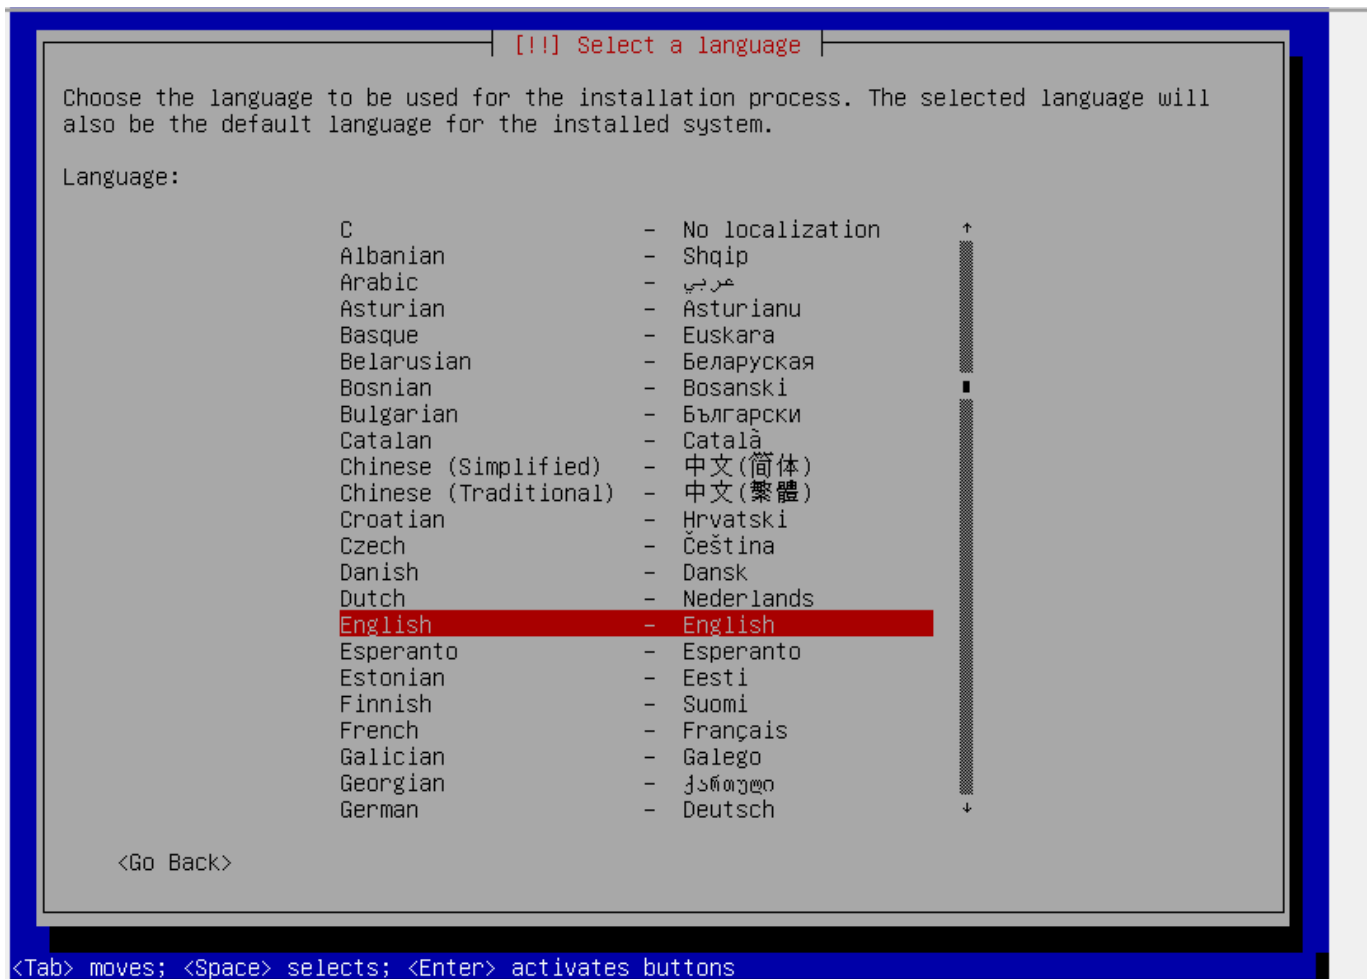 [!!] Select a language
Choose the language to be used for the installation process. The selected language will
also be the default language for the installed system.
Language:
C - No localization
Albanian - Shqip
Arabic - عربي
Asturian - Asturianu
Basque - Euskara
Belarusian - Беларуская
Bosnian - Bosanski
Bulgarian - Български
Catalan - Català
Chinese (Simplified) - 中文(简体)
Chinese (Traditional) - 中文(繁體)
Croatian - Hrvatski
Czech - Čeština
Danish - Dansk
Dutch - Nederlands
English - English
Esperanto - Esperanto
Estonian - Eesti
Finnish - Suomi
French - Français
Galician - Galego
Georgian - ქართული
German - Deutsch
<Go Back>
<Tab> moves; <Space> selects; <Enter> activates buttons